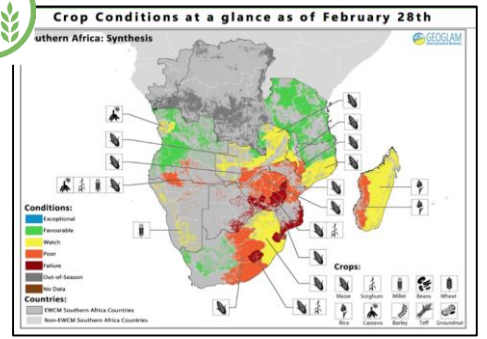 Crop Conditions at a glance as of February 28th
outhern Africa: Synthesis
GEOGLAM
Conditions:
Exceptional
Favourable
Watch
Poor
Failure
Out-of-Season
No Data
Countries:
EWCM Southern Africa Countries
Non-EWCM Southern Africa Countries
Crops:
Maize Sorghum Millet Beans Wheat
Rice Cassava Barley Teff Groundnut